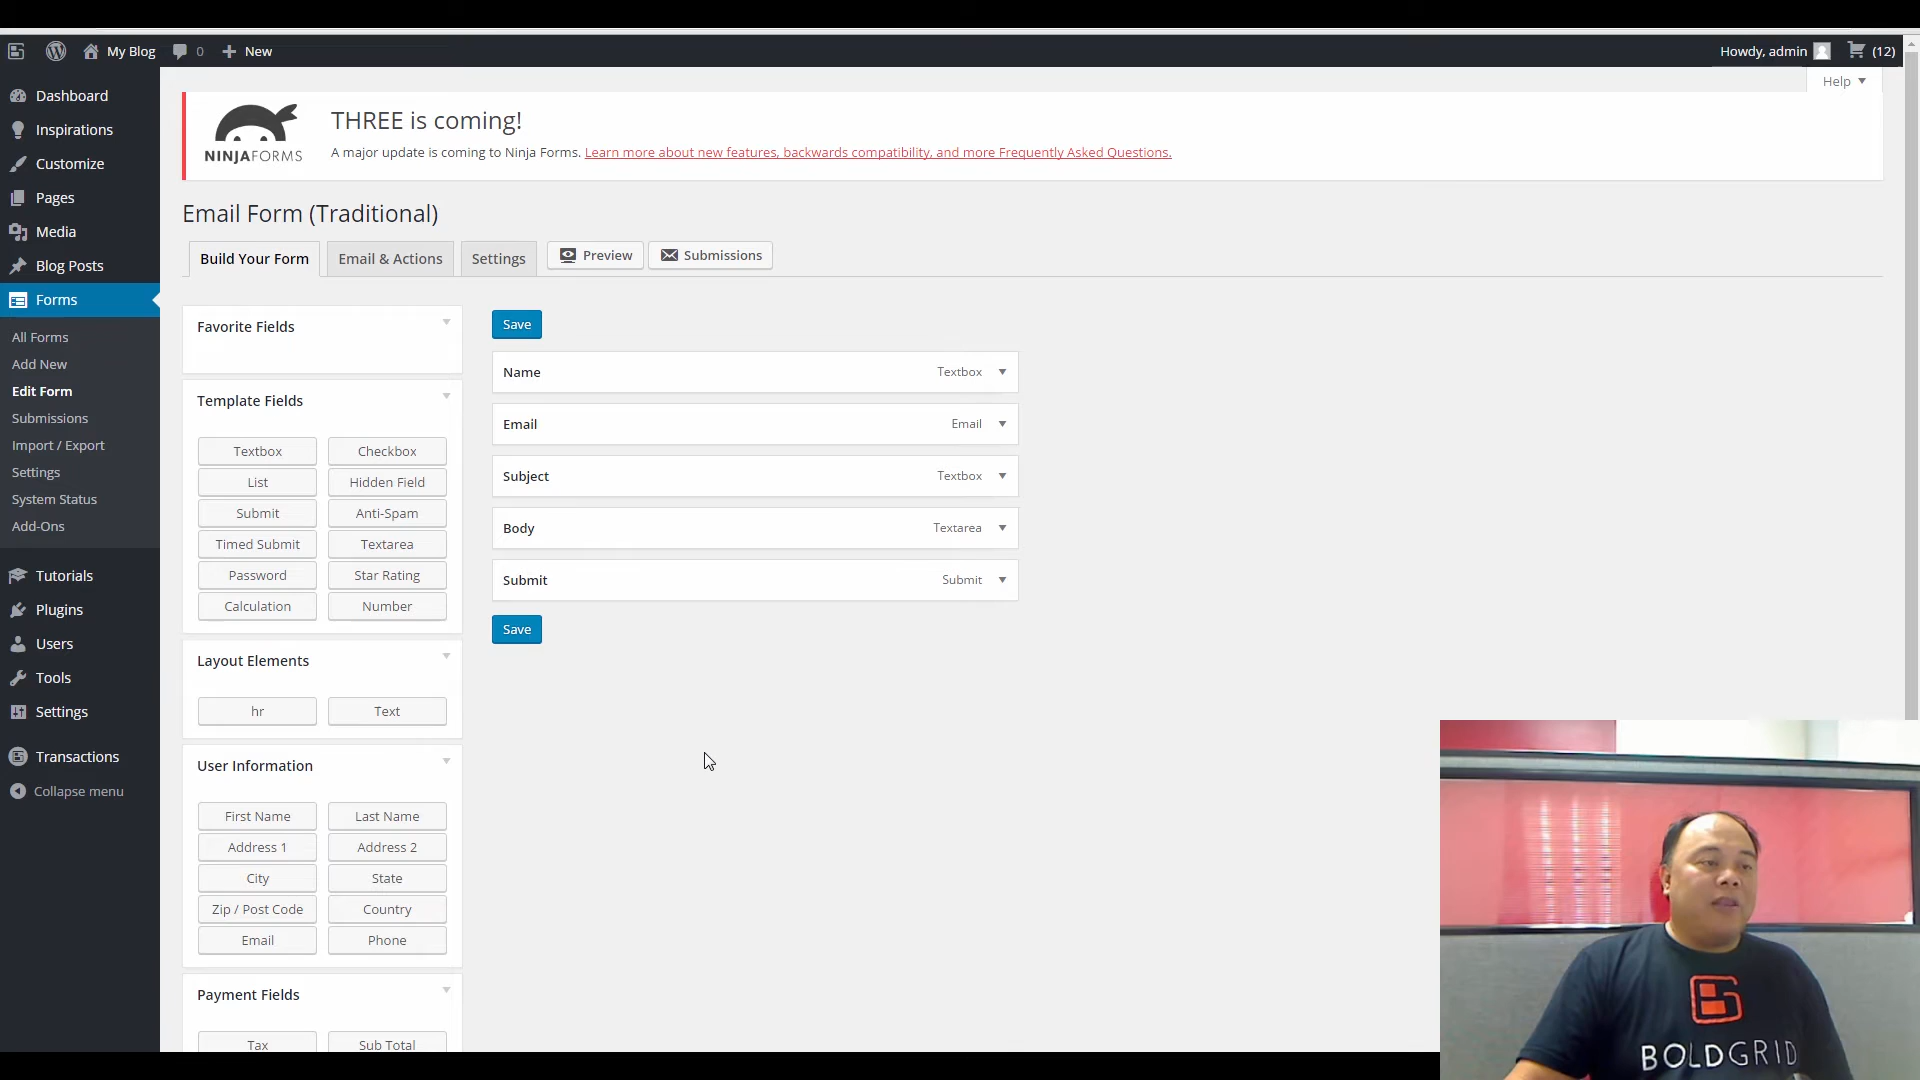 My Blog 0 New Howdy, admin (12)
Help
Dashboard
Inspirations
Customize
Pages
Media
Blog Posts
Forms
All Forms
Add New
Edit Form
Submissions
Import / Export
Settings
System Status
Add-Ons
Tutorials
Plugins
Users
Tools
Settings
Transactions
Collapse menu
NINJAFORMS
THREE is coming!
A major update is coming to Ninja Forms. Learn more about new features, backwards compatibility, and more Frequently Asked Questions.
Email Form (Traditional)
Build Your Form Email & Actions Settings Preview Submissions
Favorite Fields
Template Fields
Textbox Checkbox
List Hidden Field
Submit Anti-Spam
Timed Submit Textarea
Password Star Rating
Calculation Number
Layout Elements
hr Text
User Information
First Name Last Name
Address 1 Address 2
City State
Zip / Post Code Country
Email Phone
Payment Fields
Tax Sub Total
Save
Name Textbox
Email Email
Subject Textbox
Body Textarea
Submit Submit
Save
BOLDGRID